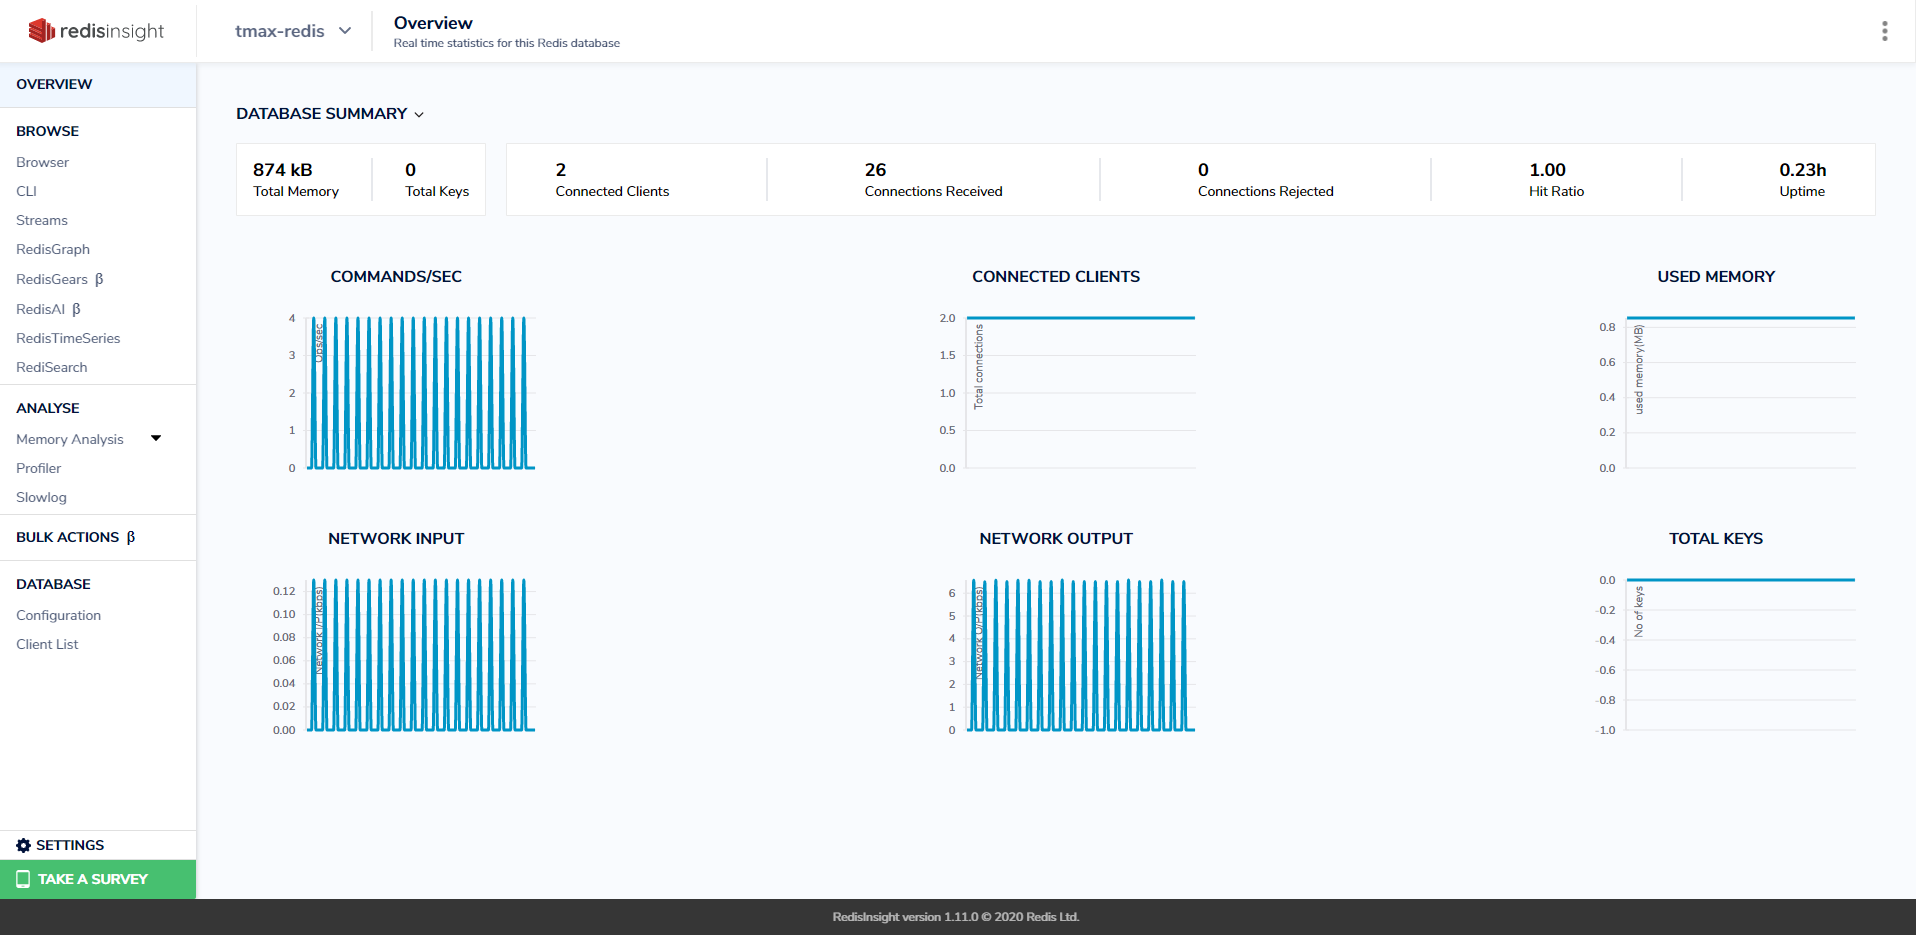 redisinsight
tmax-redis
Overview
Real time statistics for this Redis database
OVERVIEW
BROWSE
Browser
CLI
Streams
RedisGraph
RedisGears β
RedisAI β
RedisTimeSeries
RediSearch
ANALYSE
Memory Analysis
Profiler
Slowlog
BULK ACTIONS β
DATABASE
Configuration
Client List
SETTINGS
TAKE A SURVEY
DATABASE SUMMARY
874 kB
Total Memory
0
Total Keys
2
Connected Clients
26
Connections Received
0
Connections Rejected
1.00
Hit Ratio
0.23h
Uptime
COMMANDS/SEC
4
3
2
1
0
Ops/sec
CONNECTED CLIENTS
2.0
1.5
1.0
0.5
0.0
Total connections
USED MEMORY
0.8
0.6
0.4
0.2
0.0
used memory(MB)
NETWORK INPUT
0.12
0.10
0.08
0.06
0.04
0.02
0.00
Network I/P(kbps)
NETWORK OUTPUT
6
5
4
3
2
1
0
Network O/P(kbps)
TOTAL KEYS
0.0
-0.2
-0.4
-0.6
-0.8
-1.0
No of keys
RedisInsight version 1.11.0 © 2020 Redis Ltd.